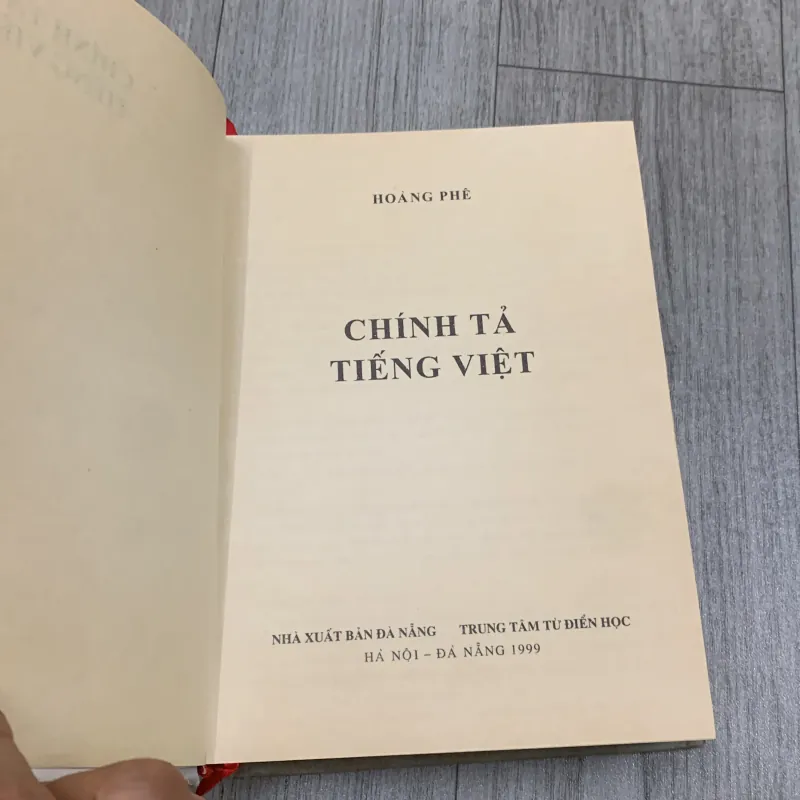 HOÀNG PHÊ
CHÍNH TẢ
TIẾNG VIỆT
NHÀ XUẤT BẢN ĐÀ NẴNG TRUNG TÂM TỪ ĐIỂN HỌC
HÀ NỘI – ĐÀ NẴNG 1999